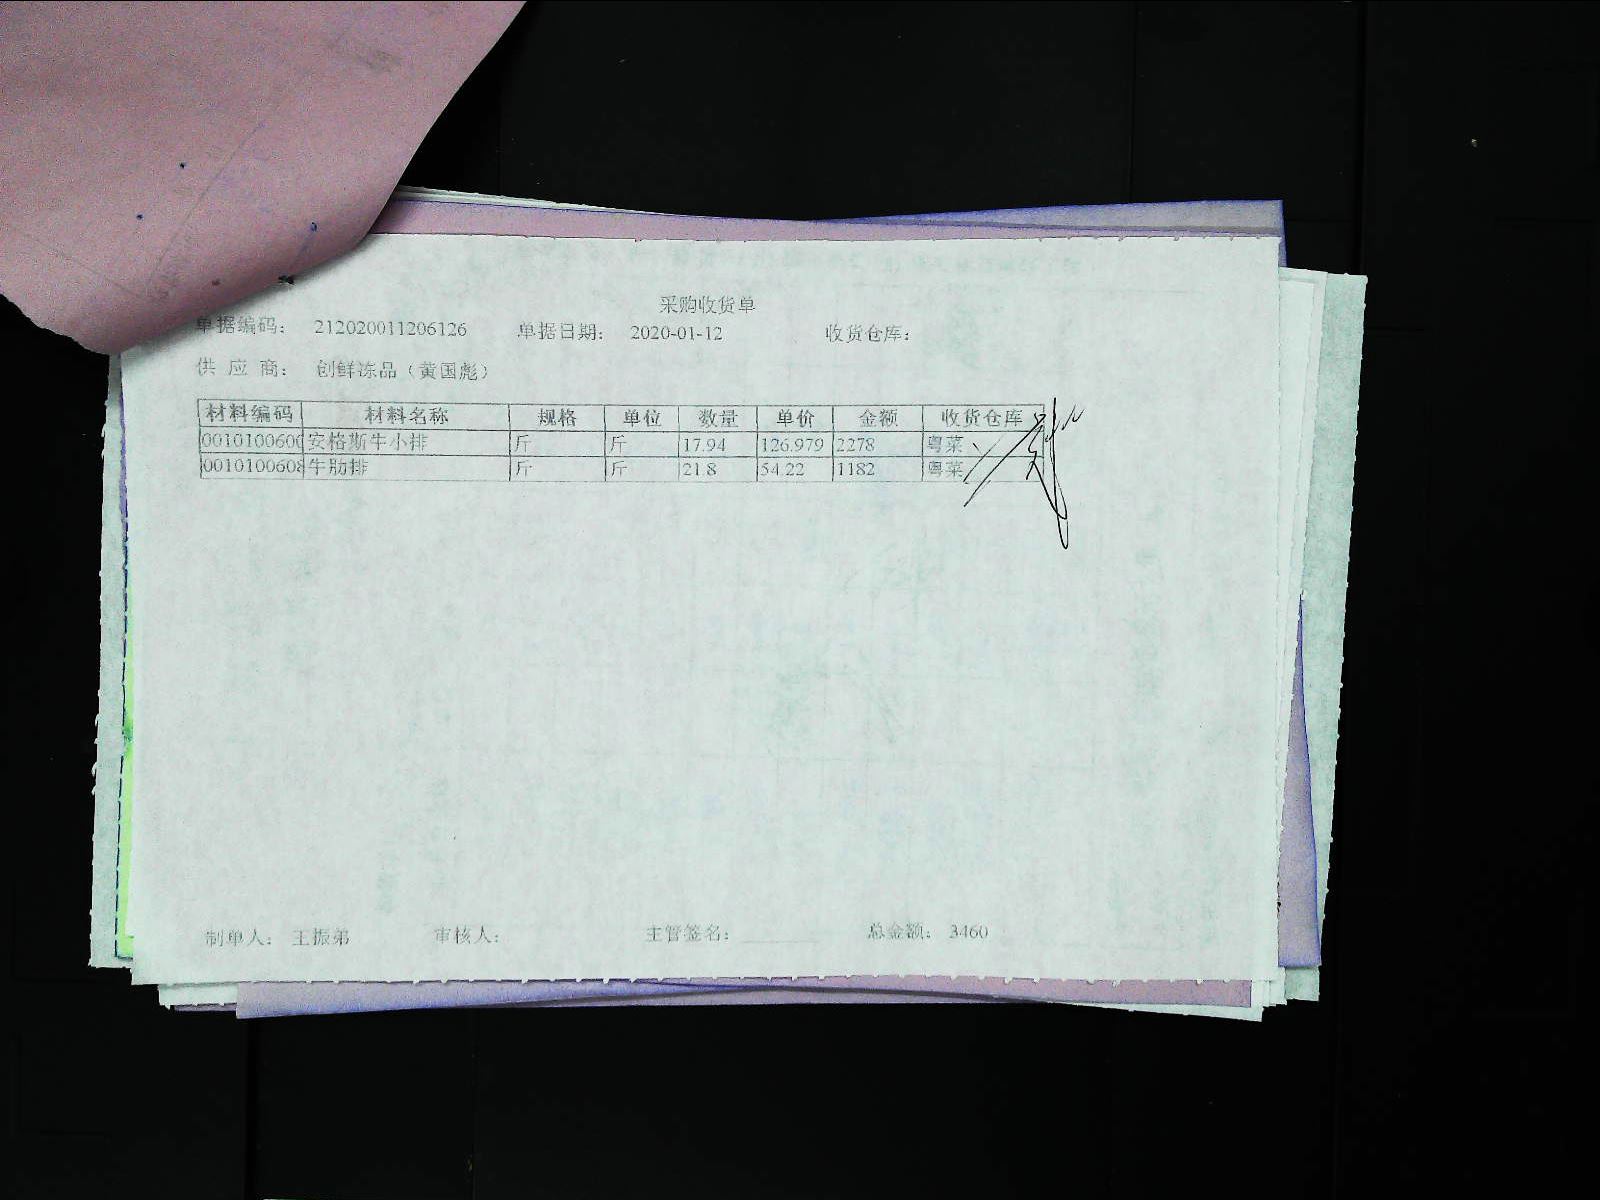 采购收货单
单据编码： 212020011206126 单据日期： 2020-01-12 收货仓库：
供 应 商： 创鲜冻品（黄国彪）
材料编码 材料名称 规格 单位 数量 单价 金额 收货仓库
0010100600 安格斯牛小排 斤 斤 17.94 126.979 2278 粤菜
0010100608 牛肋排 斤 斤 21.8 54.22 1182 粤菜
制单人： 王振弟 审核人： 主管签名： 总金额： 3460